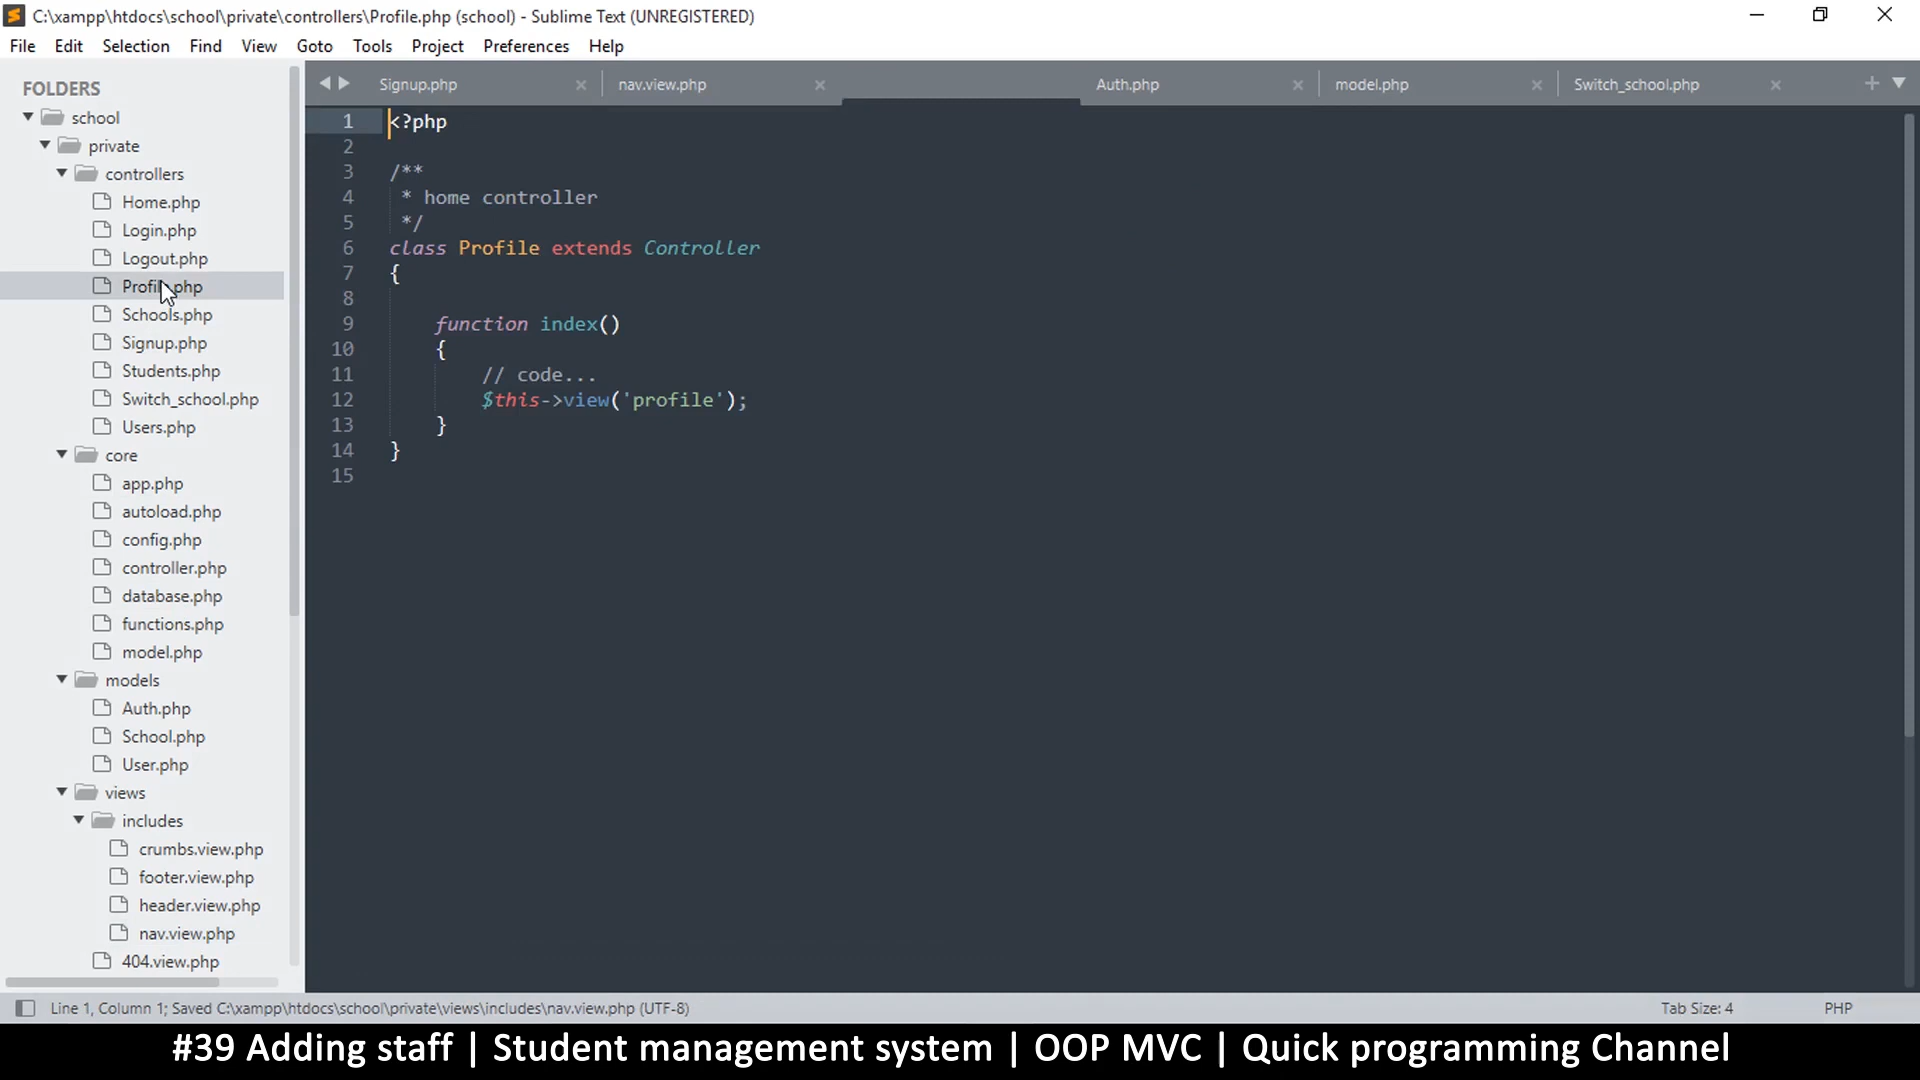 C:\xampp\htdocs\school\private\controllers\Profile.php (school) - Sublime Text (UNREGISTERED)
File Edit Selection Find View Goto Tools Project Preferences Help
FOLDERS
school
private
controllers
Home.php
Login.php
Logout.php
Profile.php
Schools.php
Signup.php
Students.php
Switch_school.php
Users.php
core
app.php
autoload.php
config.php
controller.php
database.php
functions.php
model.php
models
Auth.php
School.php
User.php
views
includes
crumbs.view.php
footer.view.php
header.view.php
nav.view.php
404.view.php
Signup.php nav.view.php Auth.php model.php Switch_school.php
1 <?php
2
3 /**
4 * home controller
5 */
6 class Profile extends Controller
7 {
8
9 function index()
10 {
11 // code...
12 $this->view('profile');
13 }
14 }
15
Line 1, Column 1; Saved C:\xampp\htdocs\school\private\views\includes\nav.view.php (UTF-8) Tab Size: 4 PHP
#39 Adding staff | Student management system | OOP MVC | Quick programming Channel